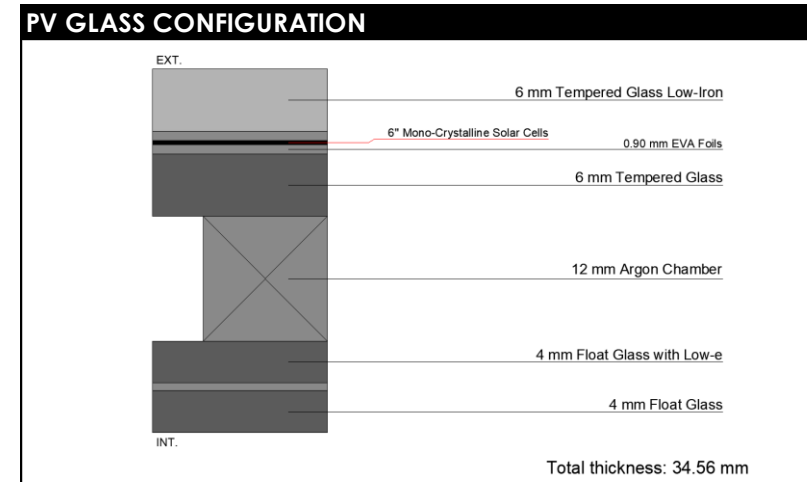 PV GLASS CONFIGURATION
EXT.
6 mm Tempered Glass Low-Iron
6" Mono-Crystalline Solar Cells
0.90 mm EVA Foils
6 mm Tempered Glass
12 mm Argon Chamber
4 mm Float Glass with Low-e
4 mm Float Glass
INT.
Total thickness: 34.56 mm